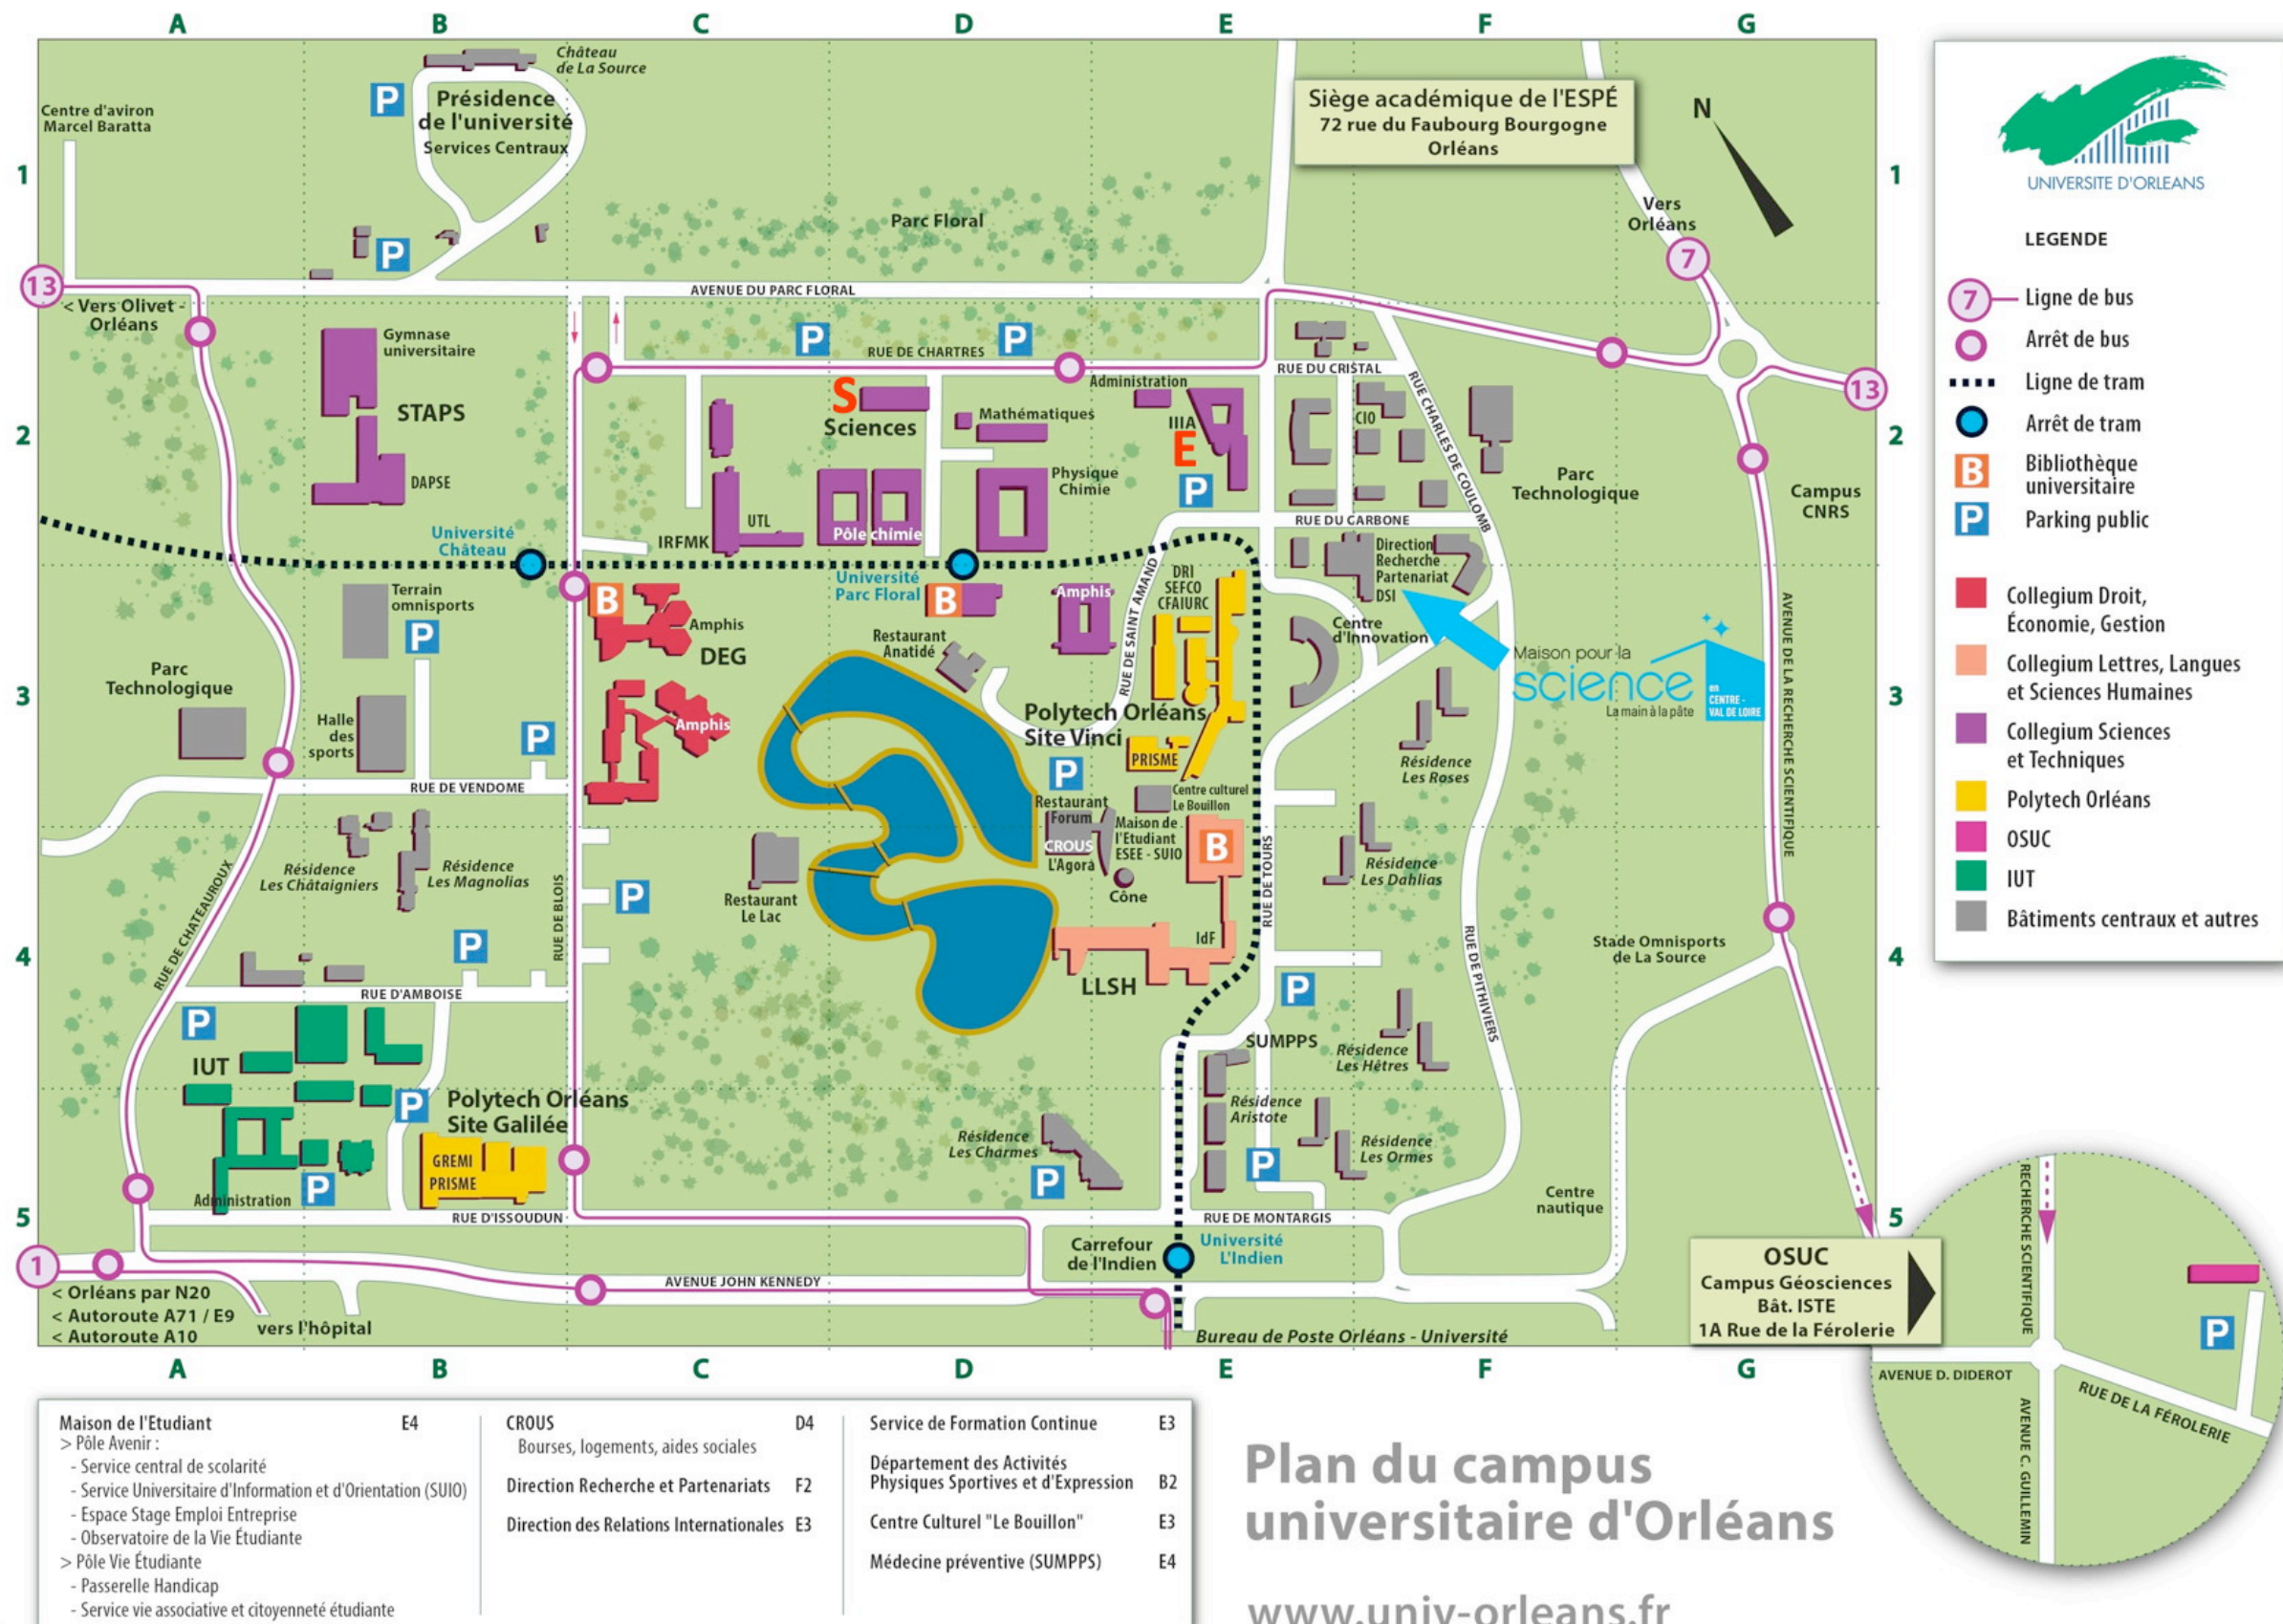 A B C D E F G
Château
de La Source
Centre d'aviron
Marcel Baratta
P
Présidence
de l'université
Services Centraux
Siège académique de l'ESPÉ
72 rue du Faubourg Bourgogne
Orléans
N
1
1
Parc Floral
Vers
Orléans
P
7
13
AVENUE DU PARC FLORAL
< Vers Olivet -
Orléans
Gymnase
universitaire
P
P
RUE DE CHARTRES
RUE DU CRISTAL
13
STAPS
Administration
S
Sciences
Mathématiques
IIIA
E
CIO
RUE CHARLES DE COULOMB
2
2
DAPSE
Physique
Chimie
P
Parc
Technologique
Campus
CNRS
UTL
IRFMK
Pôle chimie
RUE DU CARBONE
Université
Château
Direction
Recherche
Partenariat
DSI
Université
Parc Floral
Terrain
omnisports
P
B
Amphis
DEG
B
Amphis
RUE DE SAINT AMAND
DRI
SEFCO
CFAIURC
Restaurant
Anatidé
Centre
d'Innovation
Maison pour la
science
La main à la pâte
en
CENTRE -
VAL DE LOIRE
AVENUE DE LA RECHERCHE SCIENTIFIQUE
Parc
Technologique
3
3
Halle
des
sports
P
Amphis
Polytech Orléans
Site Vinci
PRISME
P
Résidence
Les Roses
RUE DE VENDOME
Centre culturel
Le Bouillon
Restaurant
Forum
CROUS
L'Agora
Maison de
l'Étudiant
ESEE - SUIO
B
Cône
RUE DE TOURS
Résidence
Les Châtaigniers
Résidence
Les Magnolias
RUE DE CHATEAUROUX
RUE DE BLOIS
P
Restaurant
Le Lac
Résidence
Les Dahlias
IdF
LLSH
RUE DE PITHIVIERS
Stade Omnisports
de La Source
4
4
P
RUE D'AMBOISE
P
P
IUT
SUMPPS
Résidence
Les Hêtres
P
Polytech Orléans
Site Galilée
GREMI
PRISME
Résidence
Aristote
Résidence
Les Charmes
P
P
Résidence
Les Ormes
Administration
P
Centre
nautique
5
5
RUE D'ISSOUDUN
RUE DE MONTARGIS
Carrefour
de l'Indien
Université
L'Indien
1
AVENUE JOHN KENNEDY
< Orléans par N20
< Autoroute A71 / E9
< Autoroute A10
vers l'hôpital
Bureau de Poste Orléans - Université
OSUC
Campus Géosciences
Bât. ISTE
1A Rue de la Férolerie
A B C D E F G
UNIVERSITE D'ORLEANS
LEGENDE
7 Ligne de bus
Arrêt de bus
Ligne de tram
Arrêt de tram
B Bibliothèque
universitaire
P Parking public
Collegium Droit,
Économie, Gestion
Collegium Lettres, Langues
et Sciences Humaines
Collegium Sciences
et Techniques
Polytech Orléans
OSUC
IUT
Bâtiments centraux et autres
RECHERCHE SCIENTIFIQUE
P
AVENUE D. DIDEROT
RUE DE LA FÉROLERIE
AVENUE C. GUILLEMIN
Maison de l'Etudiant E4
> Pôle Avenir :
- Service central de scolarité
- Service Universitaire d'Information et d'Orientation (SUIO)
- Espace Stage Emploi Entreprise
- Observatoire de la Vie Étudiante
> Pôle Vie Étudiante
- Passerelle Handicap
- Service vie associative et citoyenneté étudiante
CROUS D4
Bourses, logements, aides sociales
Direction Recherche et Partenariats F2
Direction des Relations Internationales E3
Service de Formation Continue E3
Département des Activités
Physiques Sportives et d'Expression B2
Centre Culturel "Le Bouillon" E3
Médecine préventive (SUMPPS) E4
Plan du campus
universitaire d'Orléans
www.univ-orleans.fr